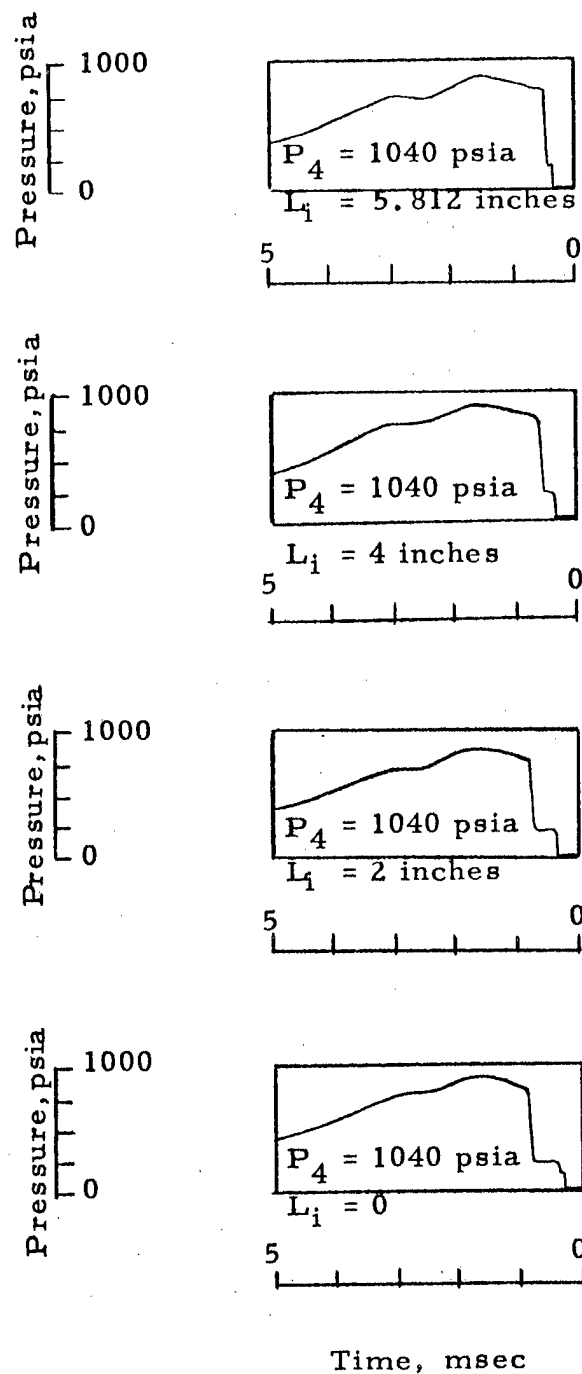 Pressure, psia
1000
0
P4 = 1040 psia
Li = 5.812 inches
5 0
Pressure, psia
1000
0
P4 = 1040 psia
Li = 4 inches
5 0
Pressure, psia
1000
0
P4 = 1040 psia
Li = 2 inches
5 0
Pressure, psia
1000
0
P4 = 1040 psia
Li = 0
5 0
Time, msec